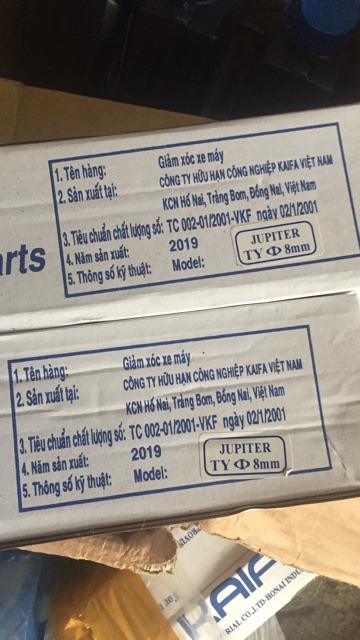 arts
1. Tên hàng: Giảm xóc xe máy
2. Sản xuất tại: CÔNG TY HỮU HẠN CÔNG NGHIỆP KAIFA VIỆT NAM
KCN Hố Nai, Trảng Bom, Đồng Nai, Việt Nam
3. Tiêu chuẩn chất lượng số: TC 002-01/2001-VKF ngày 02/1/2001
4. Năm sản xuất: 2019
5. Thông số kỹ thuật: Model: JUPITER
TY Φ 8mm
1. Tên hàng: Giảm xóc xe máy
2. Sản xuất tại: CÔNG TY HỮU HẠN CÔNG NGHIỆP KAIFA VIỆT NAM
KCN Hố Nai, Trảng Bom, Đồng Nai, Việt Nam
3. Tiêu chuẩn chất lượng số: TC 002-01/2001-VKF ngày 02/1/2001
4. Năm sản xuất: 2019
5. Thông số kỹ thuật: Model: JUPITER
TY Φ 8mm
KAIF
RIAL CO.,LTD-HONAI INDU